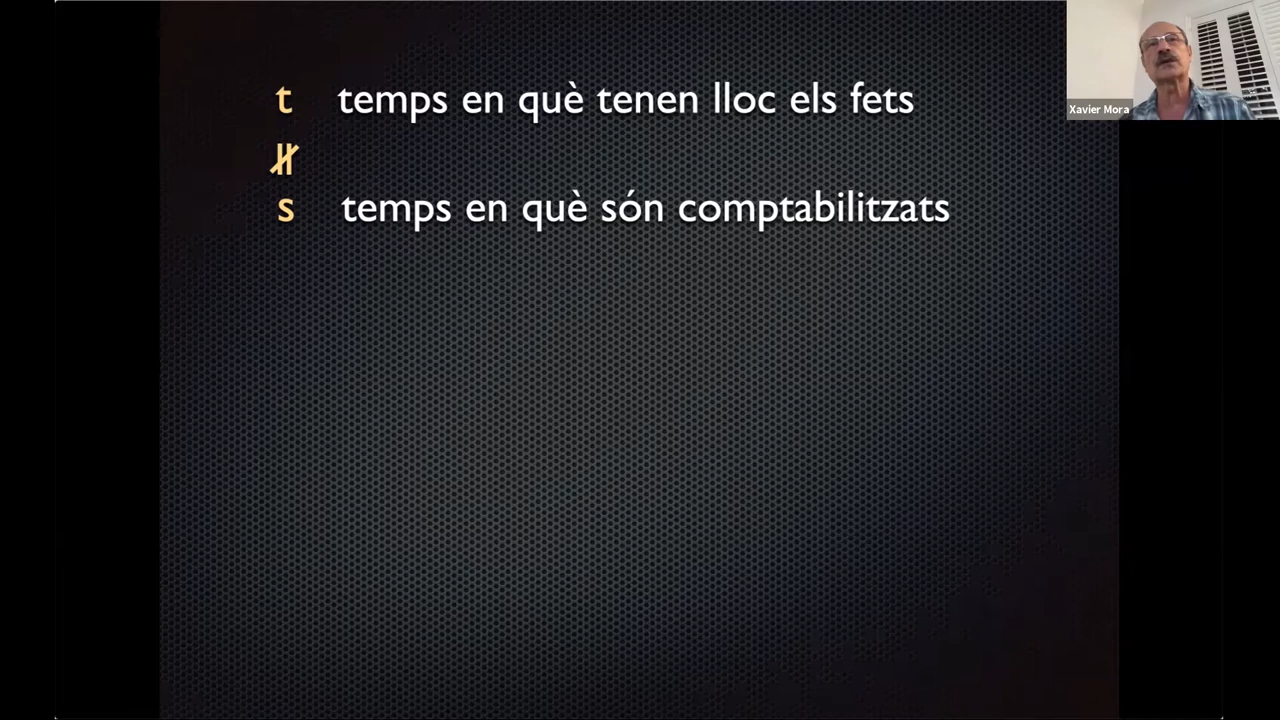 t temps en què tenen lloc els fets
∦
s temps en què són comptabilitzats
Xavier Mora